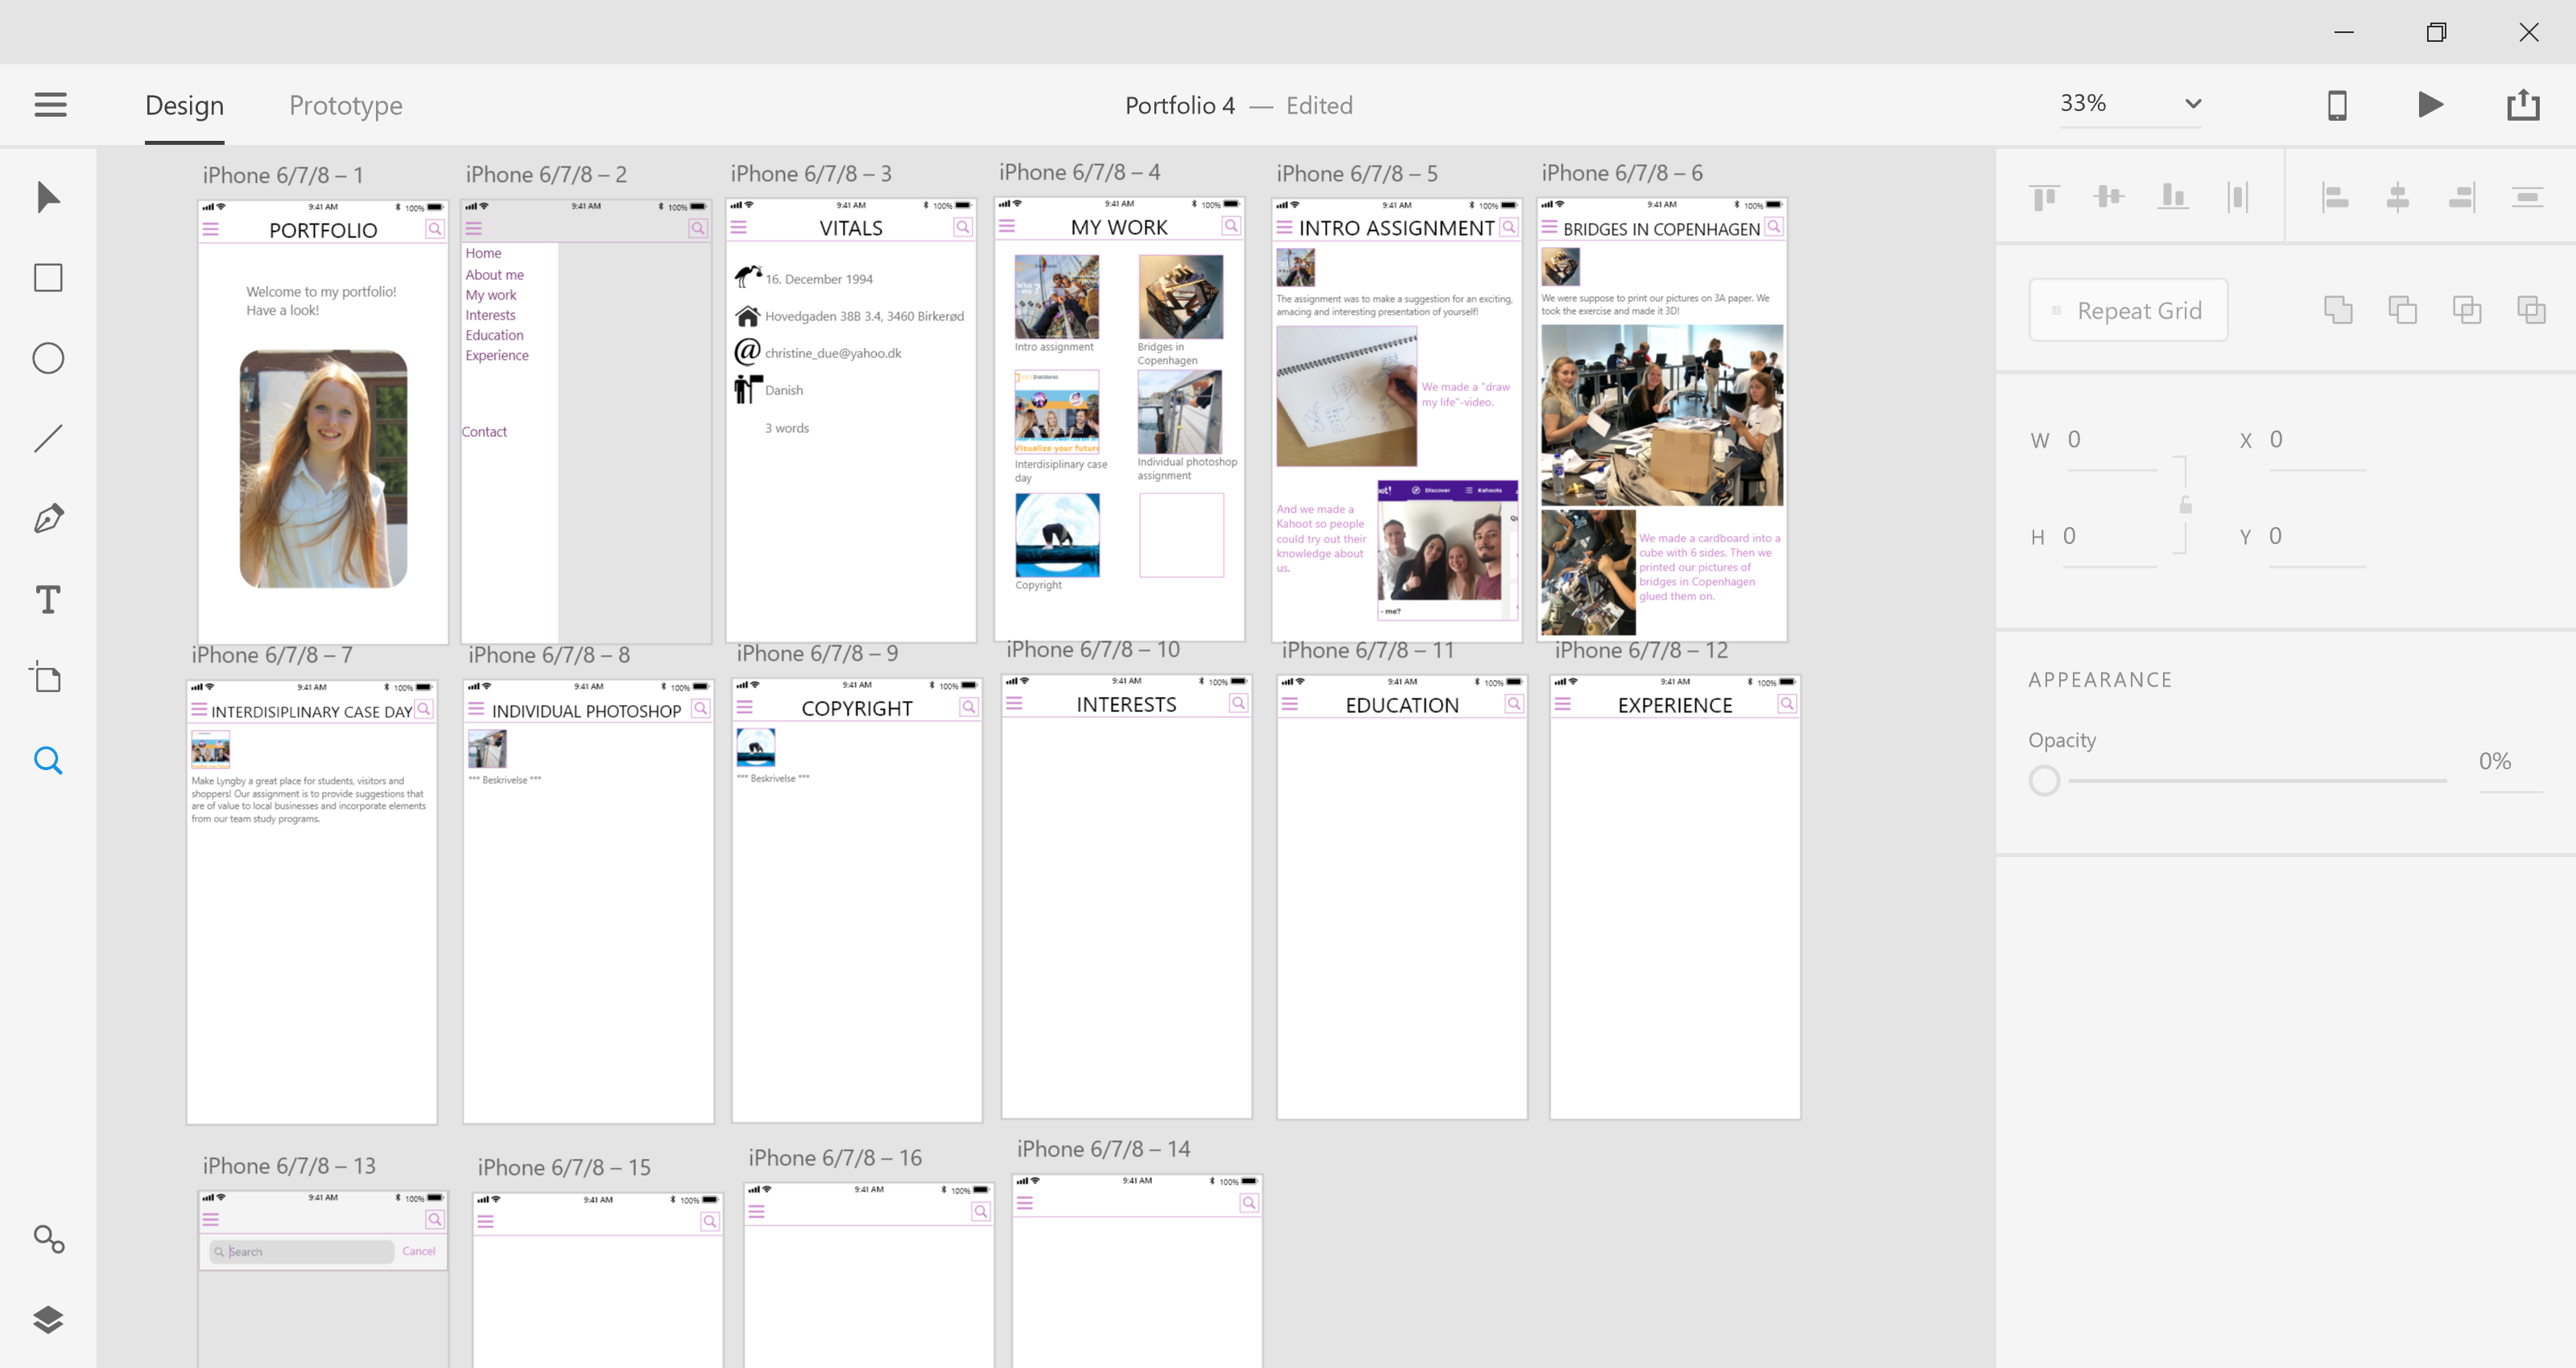 Design
Prototype
Portfolio 4 — Edited
33%
iPhone 6/7/8 – 1
iPhone 6/7/8 – 2
iPhone 6/7/8 – 3
iPhone 6/7/8 – 4
iPhone 6/7/8 – 5
iPhone 6/7/8 – 6
9:41 AM
100%
PORTFOLIO
Welcome to my portfolio!
Have a look!
9:41 AM
100%
Home
About me
My work
Interests
Education
Experience
Contact
9:41 AM
100%
VITALS
16. December 1994
Hovedgaden 38B 3.4, 3460 Birkerød
@ christine_due@yahoo.dk
Danish
3 words
9:41 AM
100%
MY WORK
Intro assignment
Bridges in
Copenhagen
Visualize your future
Interdisiplinary case
day
Individual photoshop
assignment
Copyright
9:41 AM
100%
INTRO ASSIGNMENT
The assignment was to make a suggestion for an exciting,
amacing and interesting presentation of yourself!
We made a "draw
my life"-video.
And we made a
Kahoot so people
could try out their
knowledge about
us.
Discover
Kahoots
- me?
9:41 AM
100%
BRIDGES IN COPENHAGEN
We were suppose to print our pictures on 3A paper. We
took the exercise and made it 3D!
We made a cardboard into a
cube with 6 sides. Then we
printed our pictures of
bridges in Copenhagen
glued them on.
iPhone 6/7/8 – 7
iPhone 6/7/8 – 8
iPhone 6/7/8 – 9
iPhone 6/7/8 – 10
iPhone 6/7/8 – 11
iPhone 6/7/8 – 12
9:41 AM
100%
INTERDISIPLINARY CASE DAY
Make Lyngby a great place for students, visitors and
shoppers! Our assignment is to provide suggestions that
are of value to local businesses and incorporate elements
from our team study programs.
9:41 AM
100%
INDIVIDUAL PHOTOSHOP
*** Beskrivelse ***
9:41 AM
100%
COPYRIGHT
*** Beskrivelse ***
9:41 AM
100%
INTERESTS
9:41 AM
100%
EDUCATION
9:41 AM
100%
EXPERIENCE
iPhone 6/7/8 – 13
iPhone 6/7/8 – 15
iPhone 6/7/8 – 16
iPhone 6/7/8 – 14
9:41 AM
100%
Search
Cancel
9:41 AM
100%
9:41 AM
100%
9:41 AM
100%
Repeat Grid
W 0
X 0
H 0
Y 0
APPEARANCE
Opacity
0%